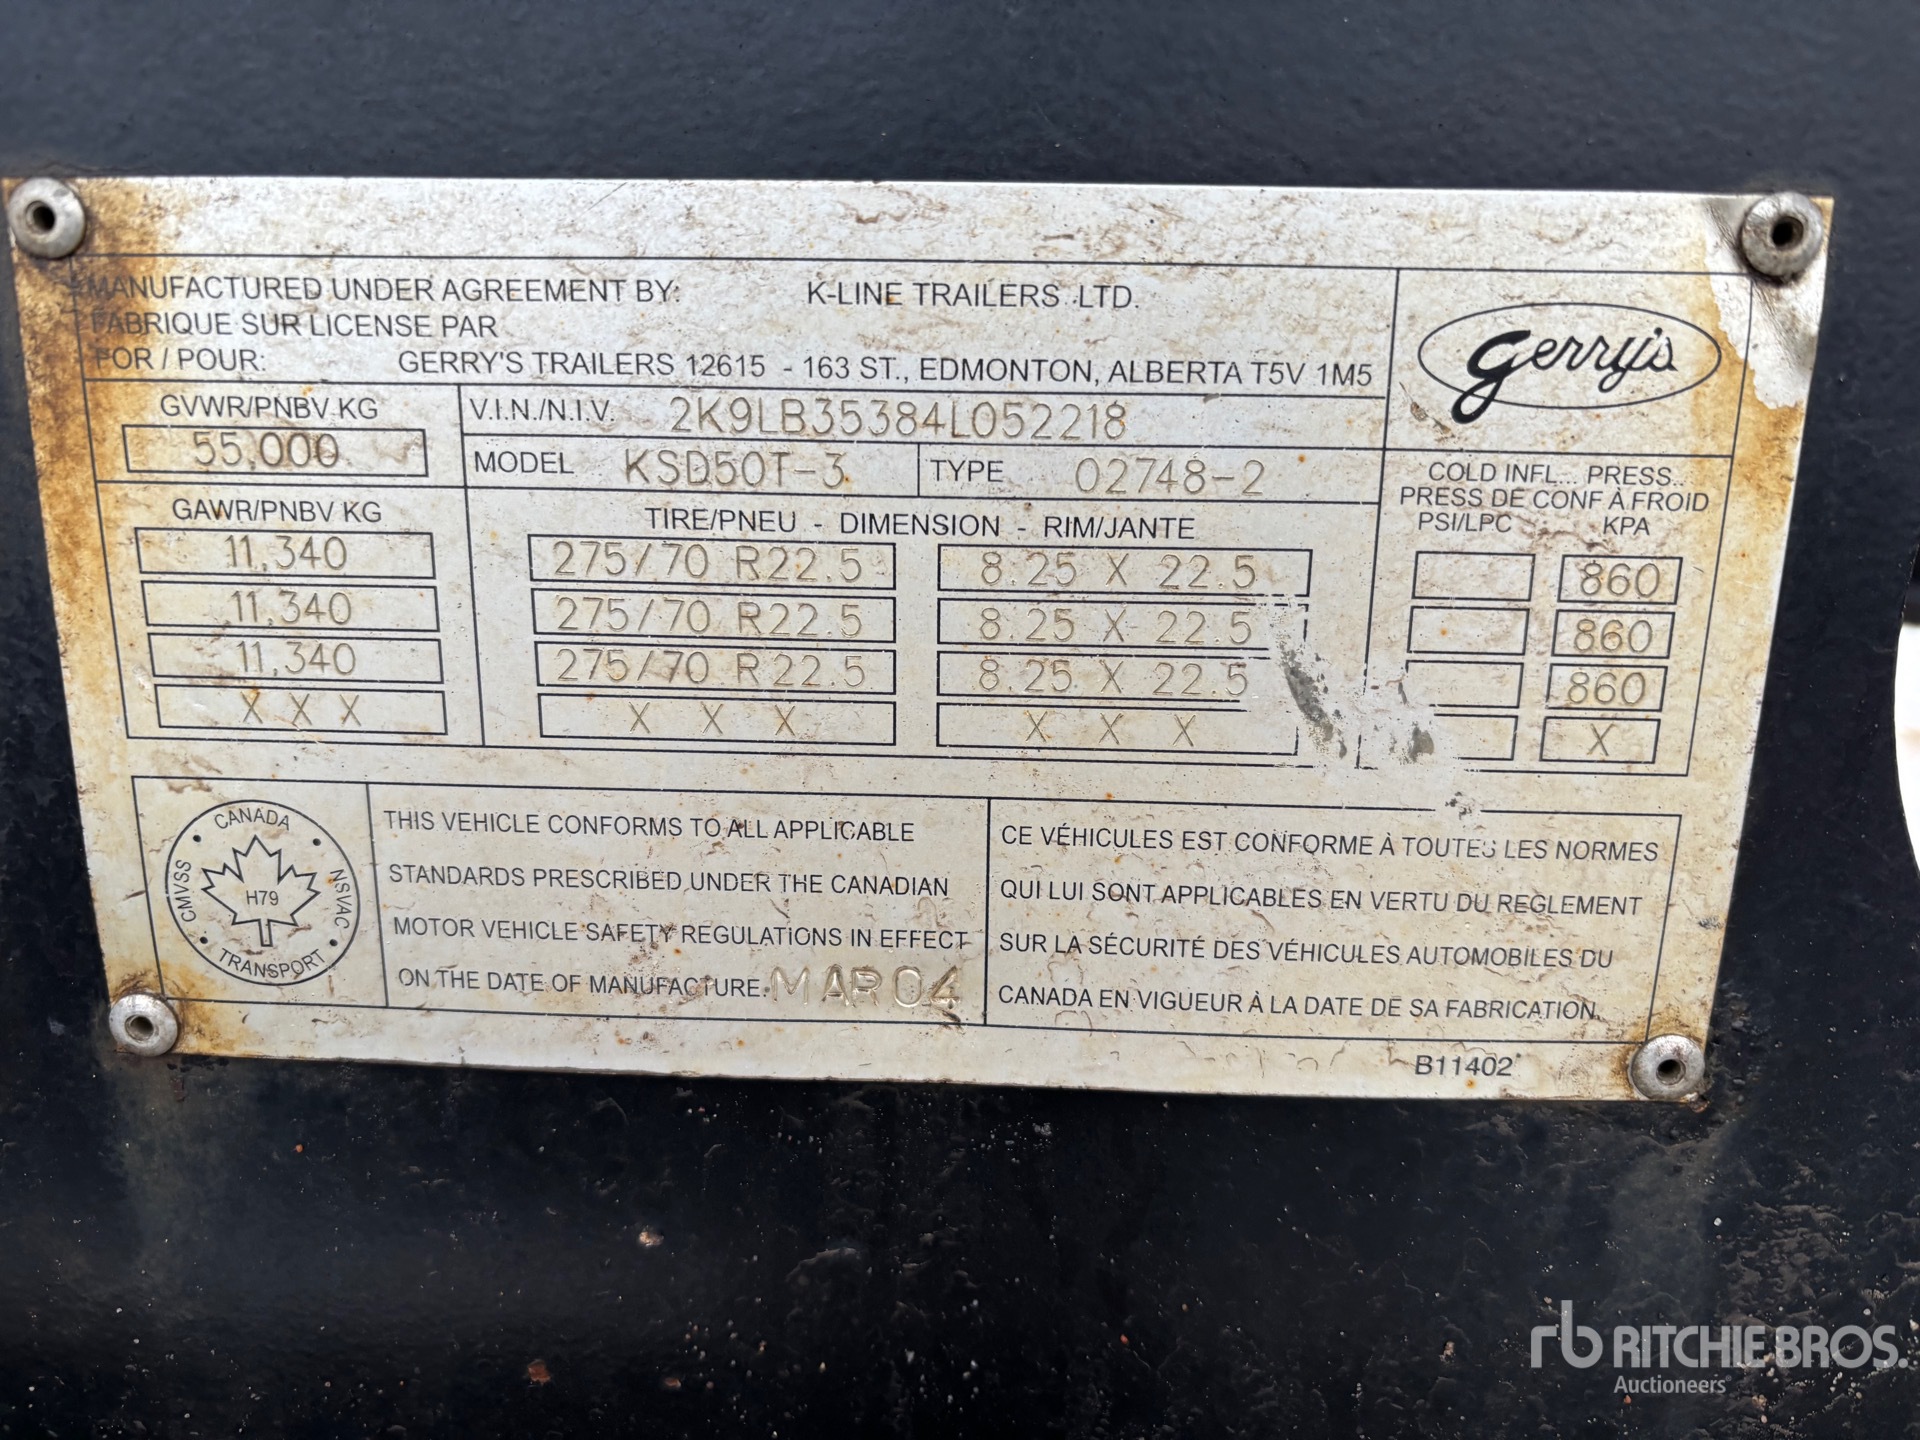 MANUFACTURED UNDER AGREEMENT BY: K-LINE TRAILERS LTD.
FABRIQUE SUR LICENSE PAR
FOR / POUR: GERRY'S TRAILERS 12615 - 163 ST., EDMONTON, ALBERTA T5V 1M5
Gerry's
GVWR/PNBV KG
55,000
V.I.N./N.I.V. 2K9LB35384L052218
MODEL KSD50T-3 TYPE 02748-2
COLD INFL... PRESS..
PRESS DE CONF À FROID
PSI/LPC KPA
GAWR/PNBV KG TIRE/PNEU - DIMENSION - RIM/JANTE
11,340 275/70 R22.5 8.25 X 22.5 860
11,340 275/70 R22.5 8.25 X 22.5 860
11,340 275/70 R22.5 8.25 X 22.5 860
X X X X X X X X X X
CANADA
CMVSS NSVAC
H79
TRANSPORT
THIS VEHICLE CONFORMS TO ALL APPLICABLE
STANDARDS PRESCRIBED UNDER THE CANADIAN
MOTOR VEHICLE SAFETY REGULATIONS IN EFFECT
ON THE DATE OF MANUFACTURE. MAR 04
CE VÉHICULES EST CONFORME À TOUTES LES NORMES
QUI LUI SONT APPLICABLES EN VERTU DU REGLEMENT
SUR LA SÉCURITÉ DES VÉHICULES AUTOMOBILES DU
CANADA EN VIGUEUR À LA DATE DE SA FABRICATION.
B11402
rb RITCHIE BROS.
Auctioneers